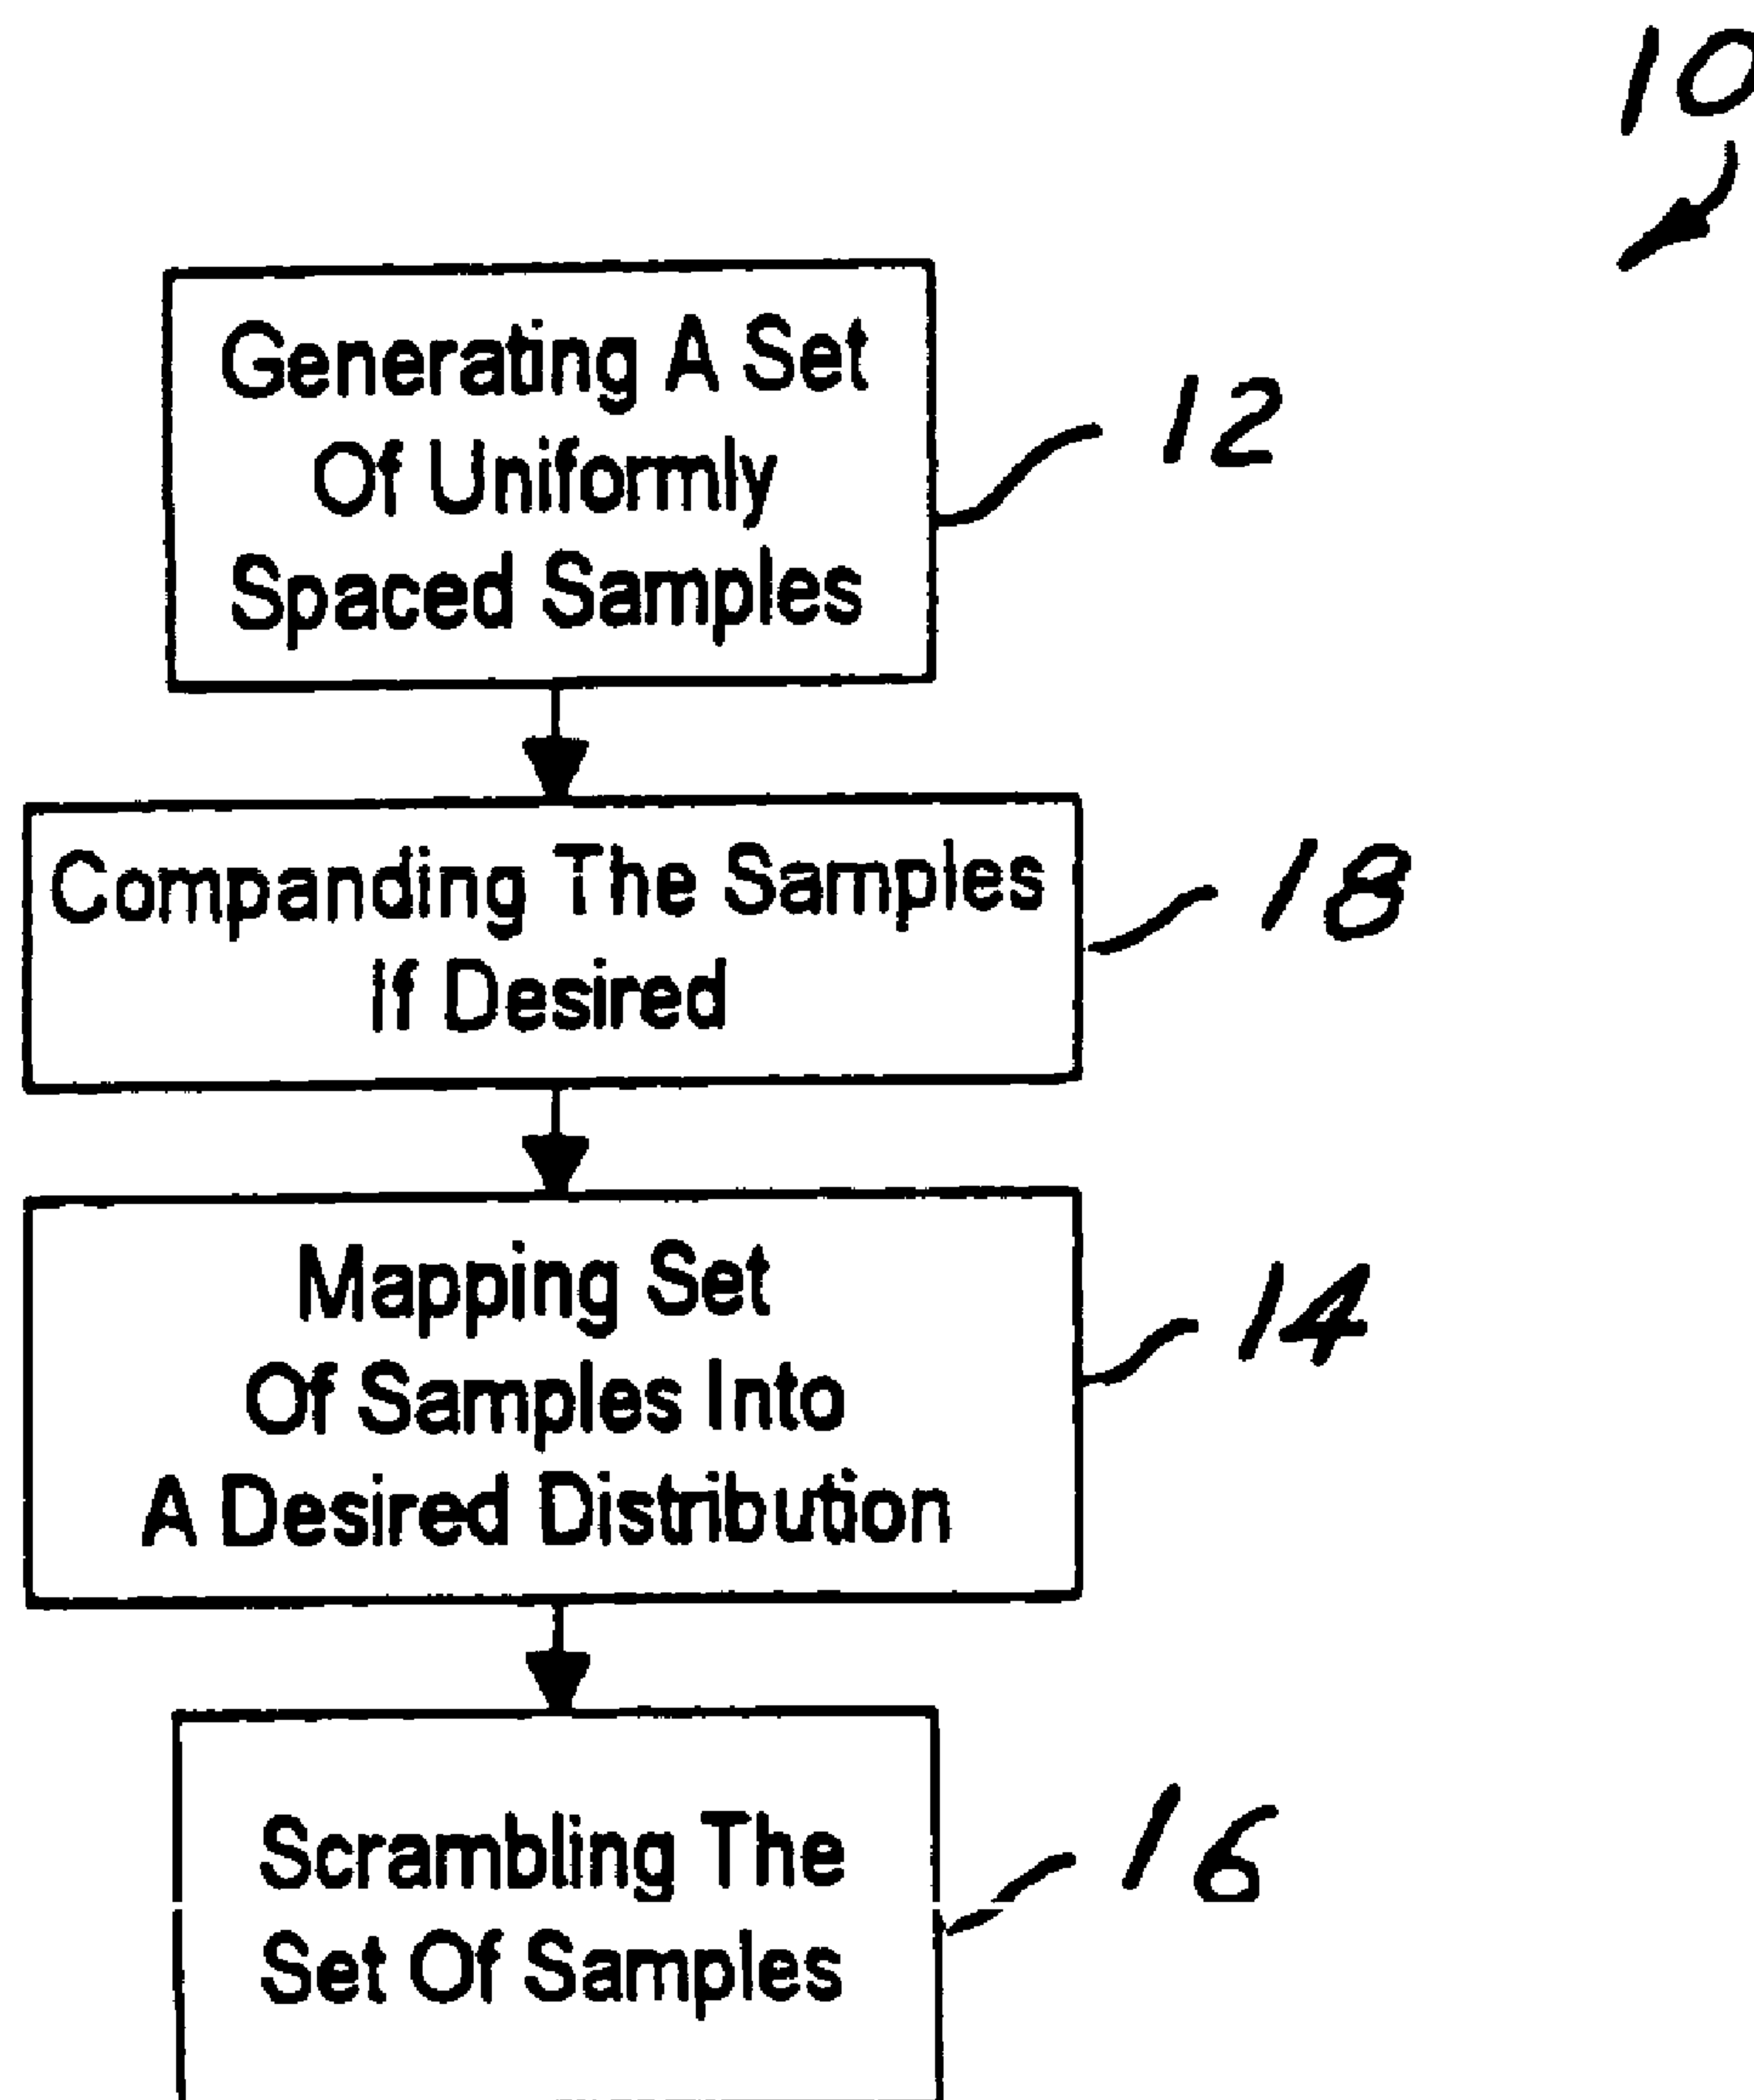 10
Generating A Set
Of Uniformly
Spaced Samples
12
Companding The Samples
If Desired
18
Mapping Set
Of Samples Into
A Desired Distribution
14
Scrambling The
Set Of Samples
16